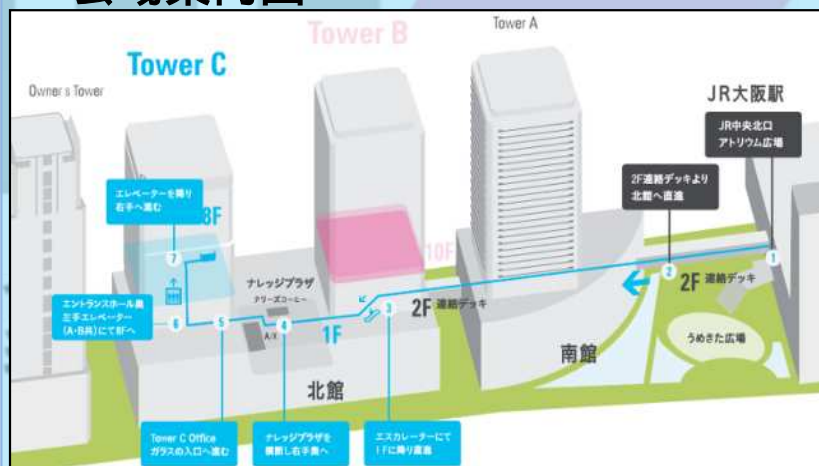 Tower B
Tower A
Tower C
Owner s Tower
JR大阪駅
JR中央北口
アトリウム広場
2F連絡デッキより
北館へ直進
エレベーターを降り
右手へ進む
8F
7
10F
1
2
2F 連絡デッキ
ナレッジプラザ
タリーズコーヒー
エントランスホール奥
左手エレベーター
(A・B共)にて8Fへ
6
5
4
3
1F
2F 連絡デッキ
うめきた広場
南館
北館
Tower C Office
ガラスの入口へ進む
ナレッジプラザを
横断し右手奥へ
エスカレーターにて
1Fに降り直進